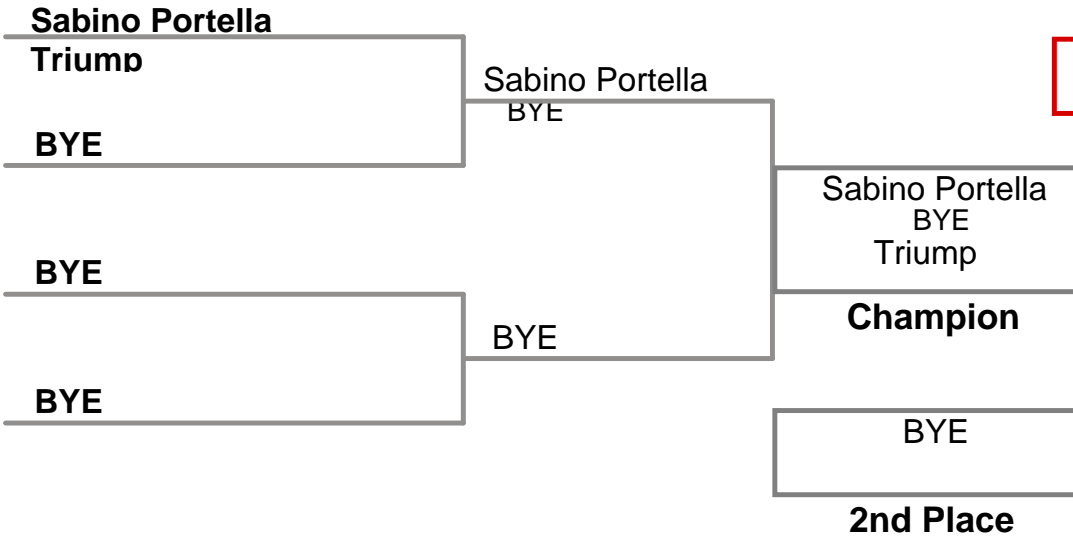 Sabino Portella
Triump
BYE
BYE
BYE
Sabino Portella
BYE
BYE
Sabino Portella
BYE
Triump
Champion
BYE
2nd Place